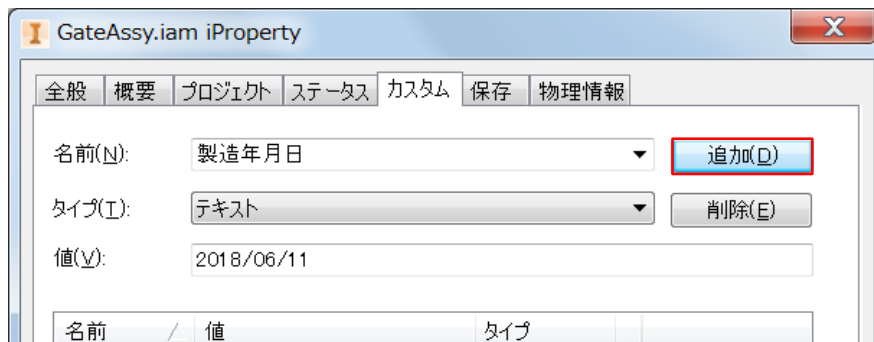 GateAssy.iam iProperty
全般 概要 プロジェクト ステータス カスタム 保存 物理情報
名前(N): 製造年月日 追加(D)
タイプ(T): テキスト 削除(E)
値(V): 2018/06/11
名前 値 タイプ